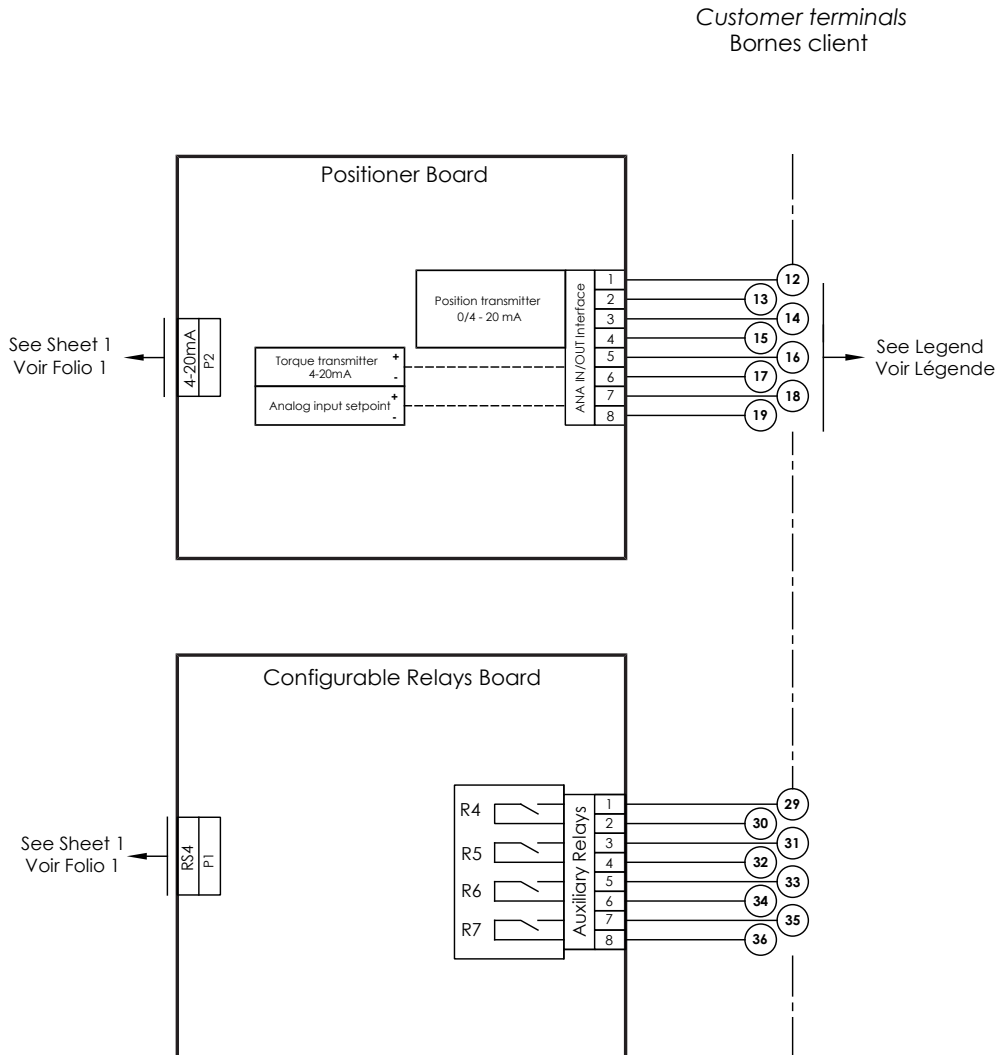 Customer terminals
Bornes client
Positioner Board
See Sheet 1
Voir Folio 1
4-20mA
P2
Position transmitter
0/4 - 20 mA
Torque transmitter
4-20mA
+
-
Analog input setpoint
+
-
ANA IN/OUT Interface
1
2
3
4
5
6
7
8
12
13
14
15
16
17
18
19
See Legend
Voir Légende
Configurable Relays Board
See Sheet 1
Voir Folio 1
RS4
P1
R4
R5
R6
R7
Auxiliary Relays
1
2
3
4
5
6
7
8
29
30
31
32
33
34
35
36